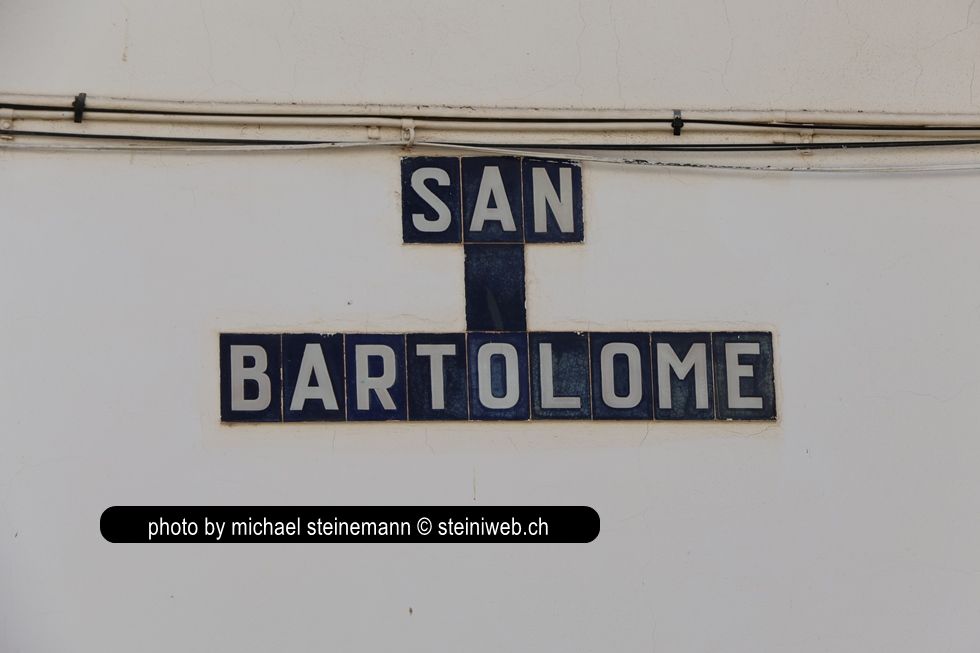 SAN
BARTOLOME
photo by michael steinemann © steiniweb.ch